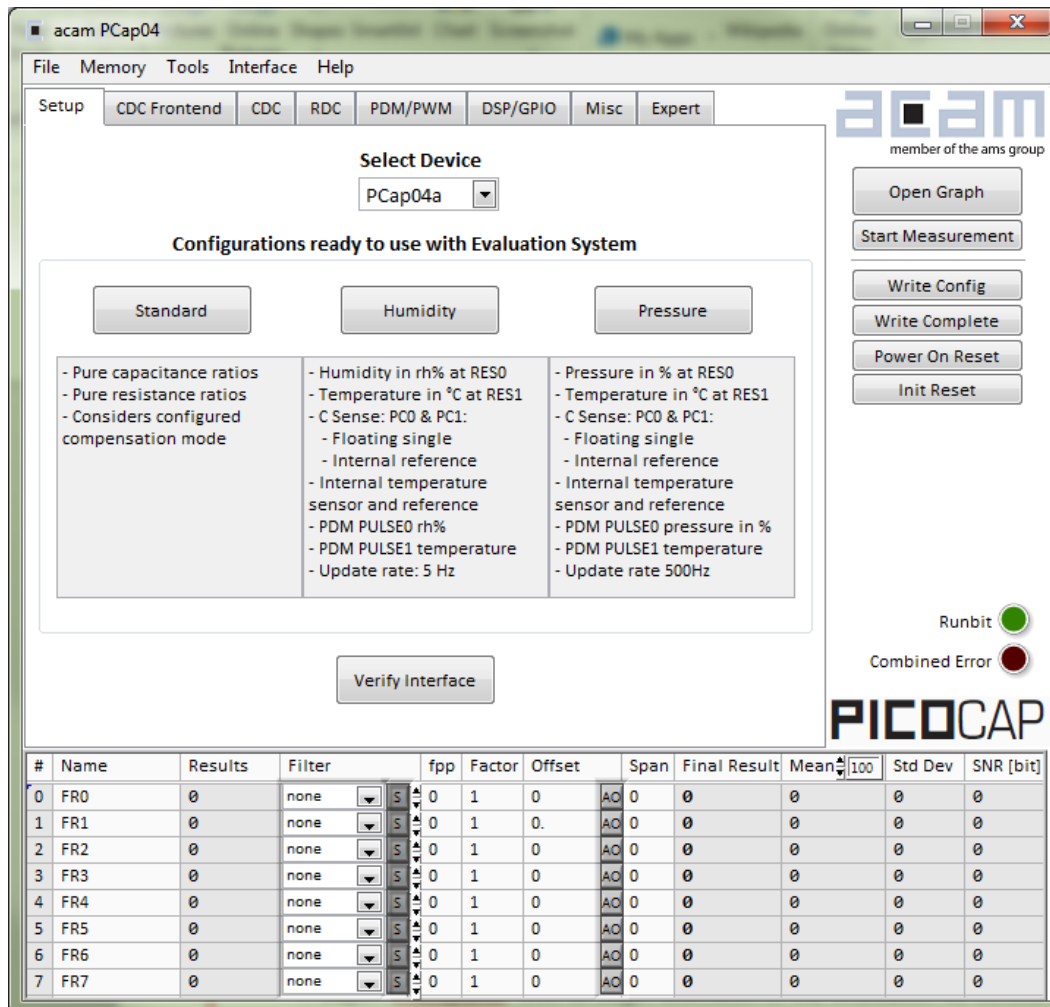 acam PCap04
File Memory Tools Interface Help
Setup CDC Frontend CDC RDC PDM/PWM DSP/GPIO Misc Expert
acam
member of the ams group
Select Device
PCap04a
Open Graph
Start Measurement
Configurations ready to use with Evaluation System
Write Config
Write Complete
Power On Reset
Init Reset
Standard Humidity Pressure
- Pure capacitance ratios
- Pure resistance ratios
- Considers configured
compensation mode
- Humidity in rh% at RES0
- Temperature in °C at RES1
- C Sense: PC0 & PC1:
- Floating single
- Internal reference
- Internal temperature
sensor and reference
- PDM PULSE0 rh%
- PDM PULSE1 temperature
- Update rate: 5 Hz
- Pressure in % at RES0
- Temperature in °C at RES1
- C Sense: PC0 & PC1:
- Floating single
- Internal reference
- Internal temperature
sensor and reference
- PDM PULSE0 pressure in %
- PDM PULSE1 temperature
- Update rate 500Hz
Runbit
Combined Error
Verify Interface
PICOCAP
# Name Results Filter fpp Factor Offset Span Final Result Mean 100 Std Dev SNR [bit]
0 FR0 0 none S 0 1 0 AO 0 0 0 0 0
1 FR1 0 none S 0 1 0. AO 0 0 0 0 0
2 FR2 0 none S 0 1 0 AO 0 0 0 0 0
3 FR3 0 none S 0 1 0 AO 0 0 0 0 0
4 FR4 0 none S 0 1 0 AO 0 0 0 0 0
5 FR5 0 none S 0 1 0 AO 0 0 0 0 0
6 FR6 0 none S 0 1 0 AO 0 0 0 0 0
7 FR7 0 none S 0 1 0 AO 0 0 0 0 0